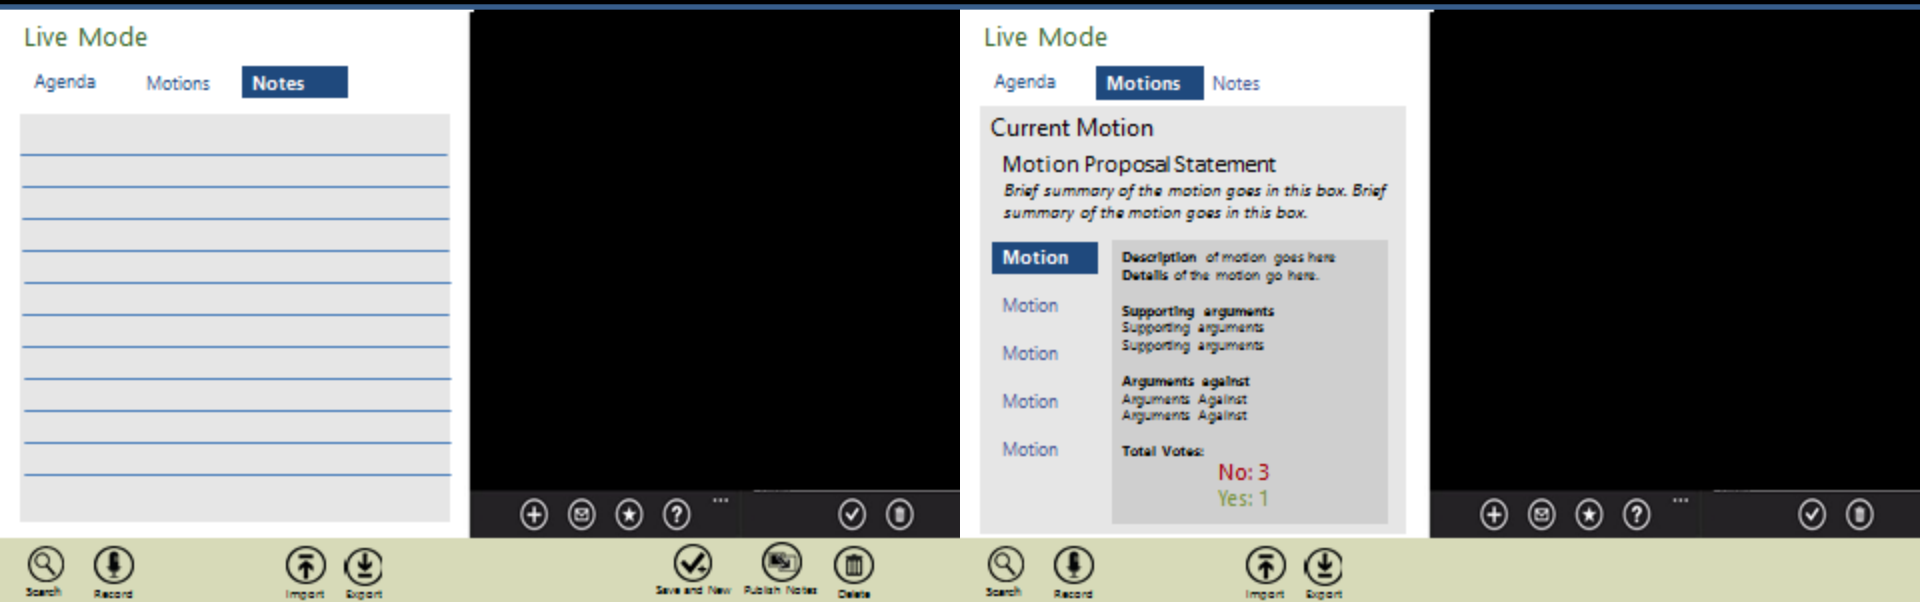 Live Mode
Agenda Motions Notes
Search Record Import Export Save and New Publish Notes Delete
Live Mode
Agenda Motions Notes
Current Motion
Motion Proposal Statement
Brief summary of the motion goes in this box. Brief
summary of the motion goes in this box.
Motion
Motion
Motion
Motion
Motion
Description of motion goes here
Details of the motion go here.
Supporting arguments
Supporting arguments
Supporting arguments
Arguments against
Arguments Against
Arguments Against
Total Votes:
No: 3
Yes: 1
Search Record Import Export